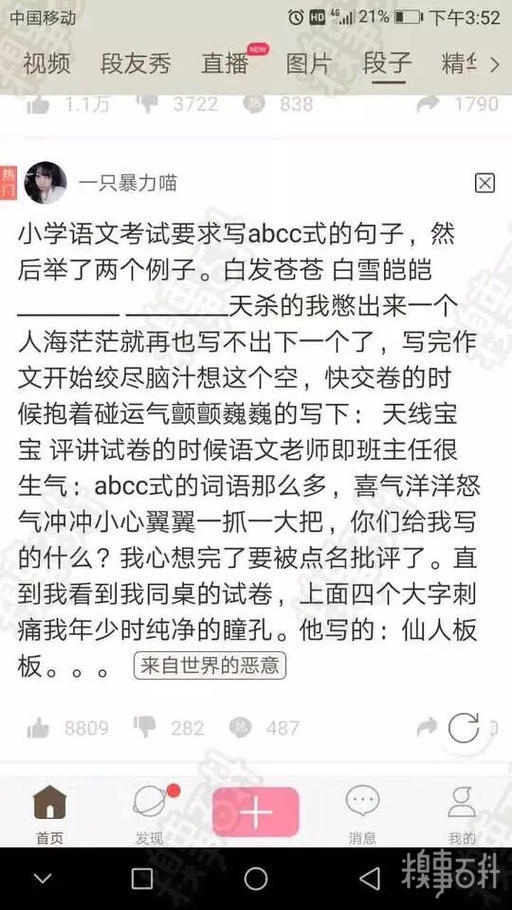 中国移动 HD 4G 21% 下午3:52
视频 段友秀 直播 NEW 图片 段子 精华
1.1万 3722 热 838 1790
热门
一只暴力喵
小学语文考试要求写abcc式的句子，然
后举了两个例子。白发苍苍 白雪皑皑
_________ _________天杀的我憋出来一个
人海茫茫就再也写不出下一个了，写完作
文开始绞尽脑汁想这个空，快交卷的时
候抱着碰运气颤颤巍巍的写下： 天线宝
宝 评讲试卷的时候语文老师即班主任很
生气：abcc式的词语那么多，喜气洋洋怒
气冲冲小心翼翼一抓一大把，你们给我写
的什么？我心想完了要被点名批评了。直
到我看到我同桌的试卷，上面四个大字刺
痛我年少时纯净的瞳孔。他写的：仙人板
板。。。 来自世界的恶意
8809 282 热 487
首页 发现 消息 我的
糗事百科